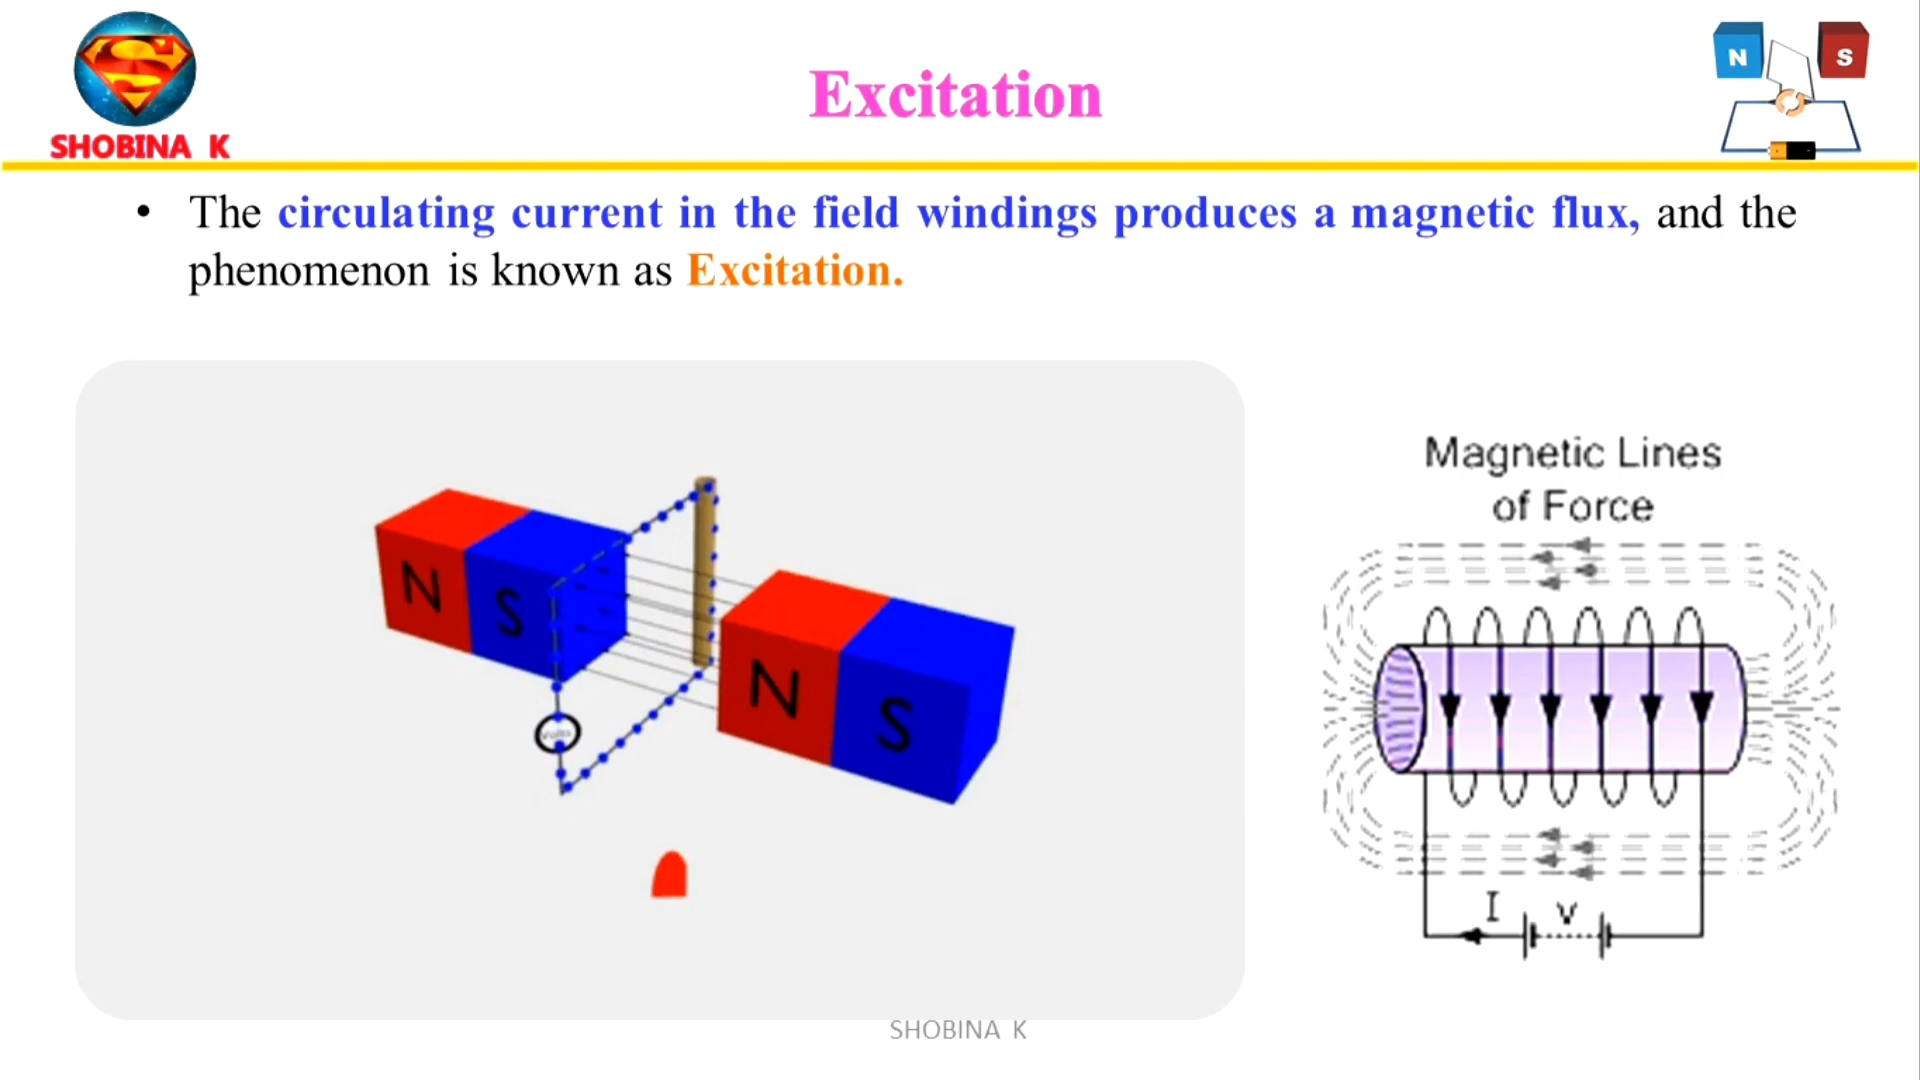 Excitation
SHOBINA K
N S
• The circulating current in the field windings produces a magnetic flux, and the
phenomenon is known as Excitation.
N S
N S
Volts
Magnetic Lines
of Force
I V
SHOBINA K